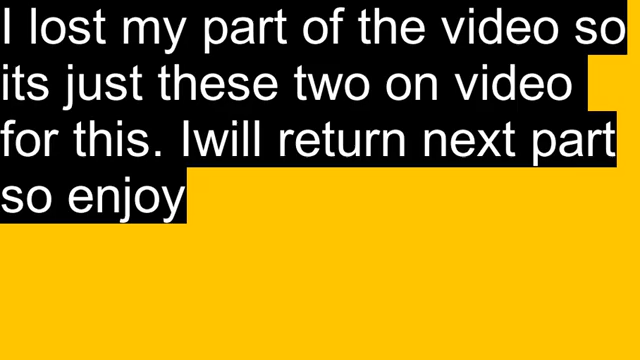 I lost my part of the video so
its just these two on video
for this. Iwill return next part
so enjoy